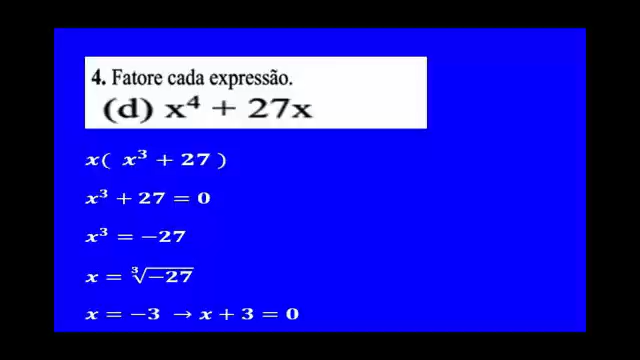 4. Fatore cada expressão.
(d) x⁴ + 27x
x( x³ + 27 )
x³ + 27 = 0
x³ = −27
x = ∛−27
x = −3 → x + 3 = 0